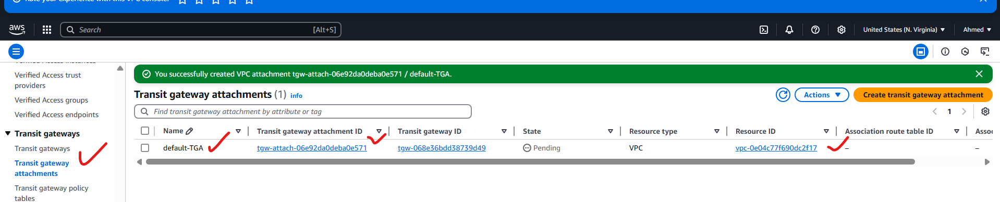 Rate your experience with this VPC console.
aws
Search [Alt+S]
United States (N. Virginia)
Ahmed
Verified Access instances
Verified Access trust
providers
Verified Access groups
Verified Access endpoints
Transit gateways
Transit gateways
Transit gateway
attachments
Transit gateway policy
tables
You successfully created VPC attachment tgw-attach-06e92da0deba0e571 / default-TGA.
Transit gateway attachments (1) info
Actions
Create transit gateway attachment
Find transit gateway attachment by attribute or tag
1
Name Transit gateway attachment ID Transit gateway ID State Resource type Resource ID Association route table ID Assoc
default-TGA tgw-attach-06e92da0deba0e571 tgw-068e36bdd38739d49 Pending VPC vpc-0e04c77f690dc2f17 – –